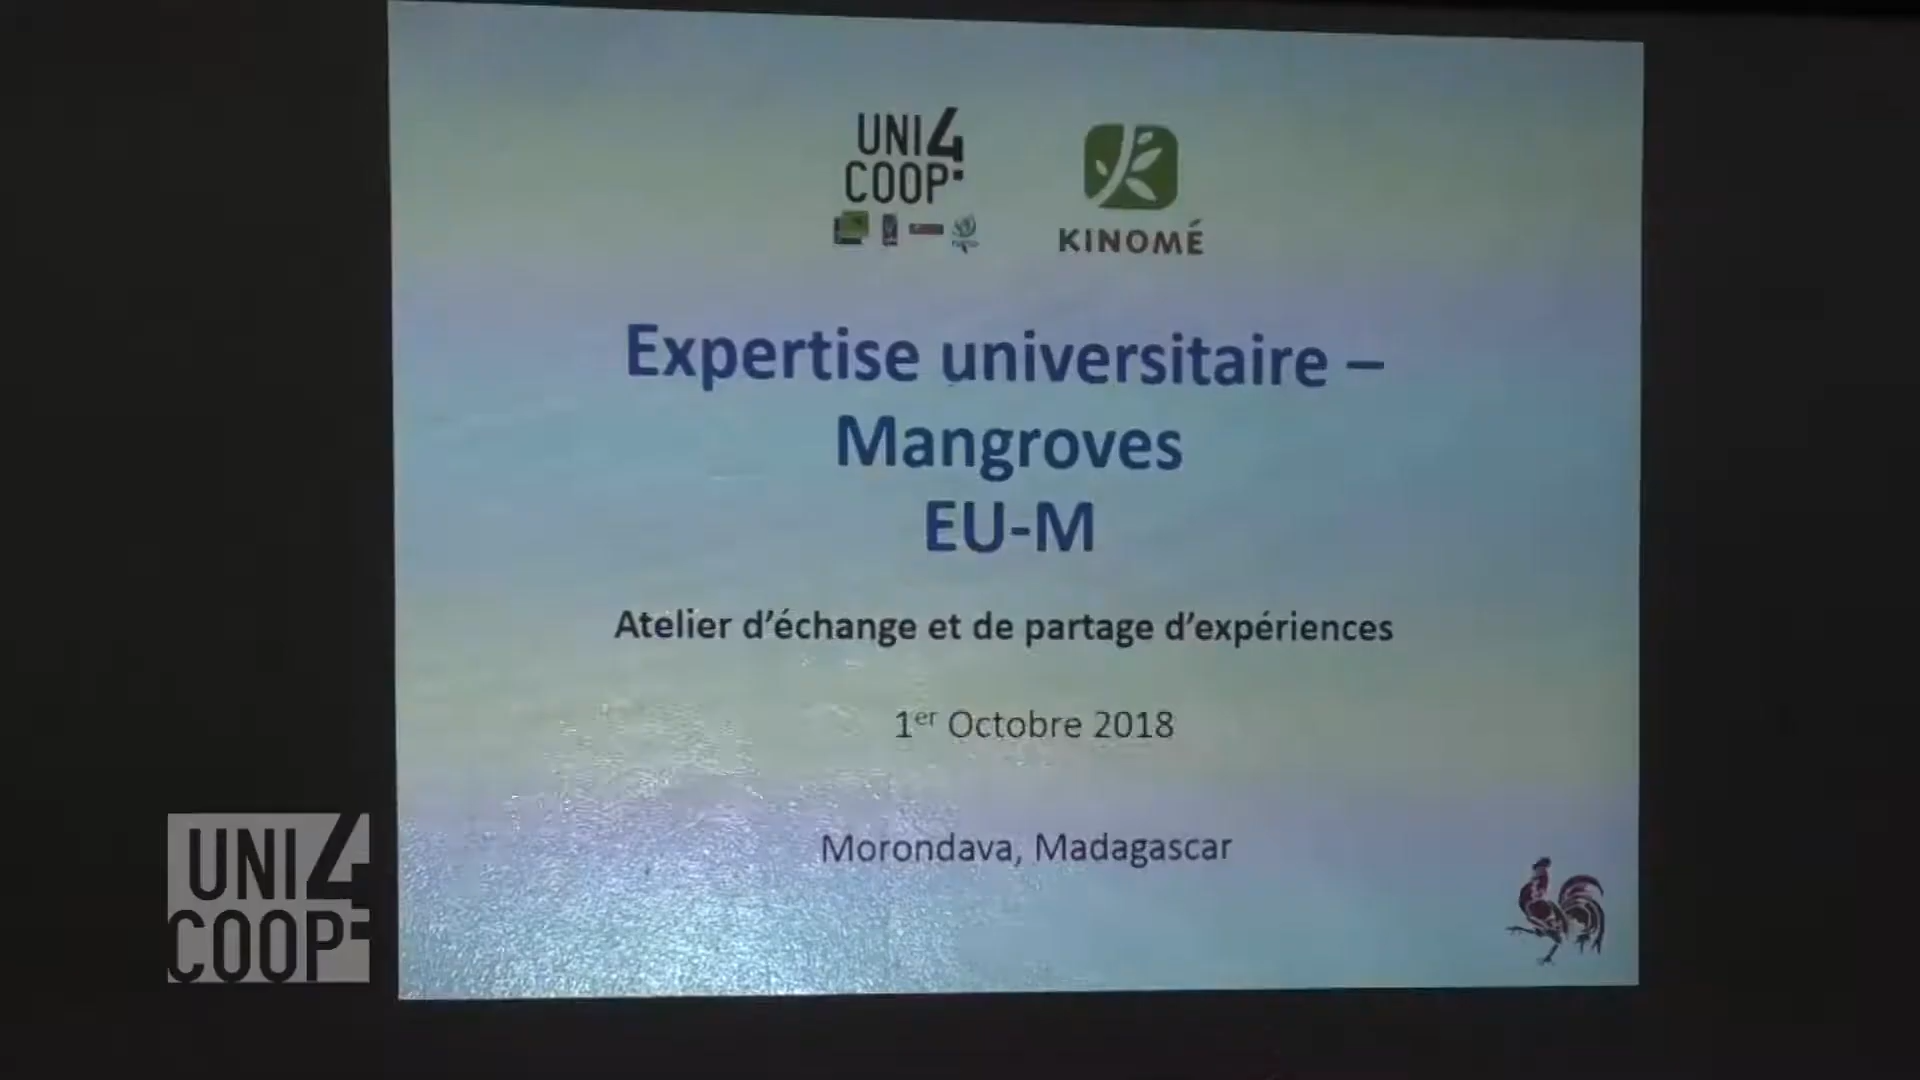 UNI4
COOP
KINOMÉ
Expertise universitaire –
Mangroves
EU-M
Atelier d'échange et de partage d'expériences
1er Octobre 2018
Morondava, Madagascar
UNI4
COOP